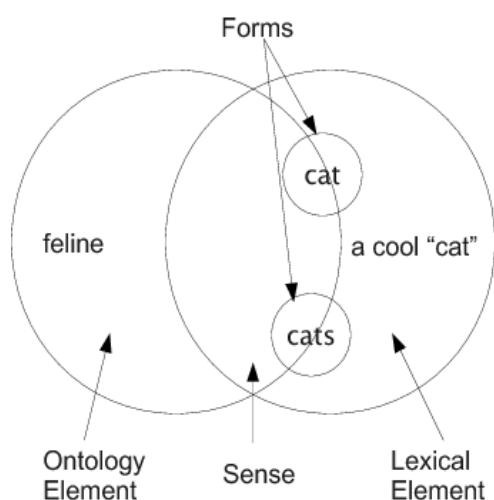 Forms
cat
feline
a cool “cat”
cats
Ontology
Element
Sense
Lexical
Element